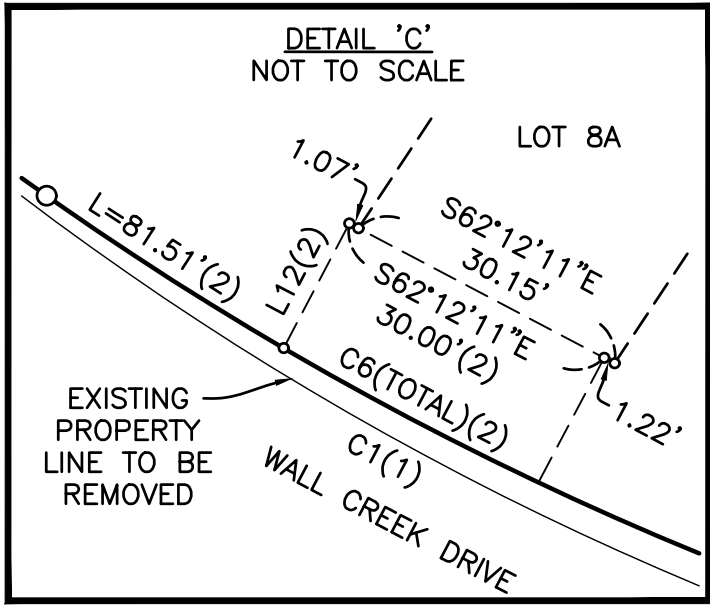 DETAIL 'C'
NOT TO SCALE
LOT 8A
1.07'
S62°12'11"E
30.15'
L=81.51'(2)
L12(2)
S62°12'11"E
30.00'(2)
C6(TOTAL)(2)
1.22'
EXISTING
PROPERTY
LINE TO BE
REMOVED
C1(1)
WALL CREEK DRIVE